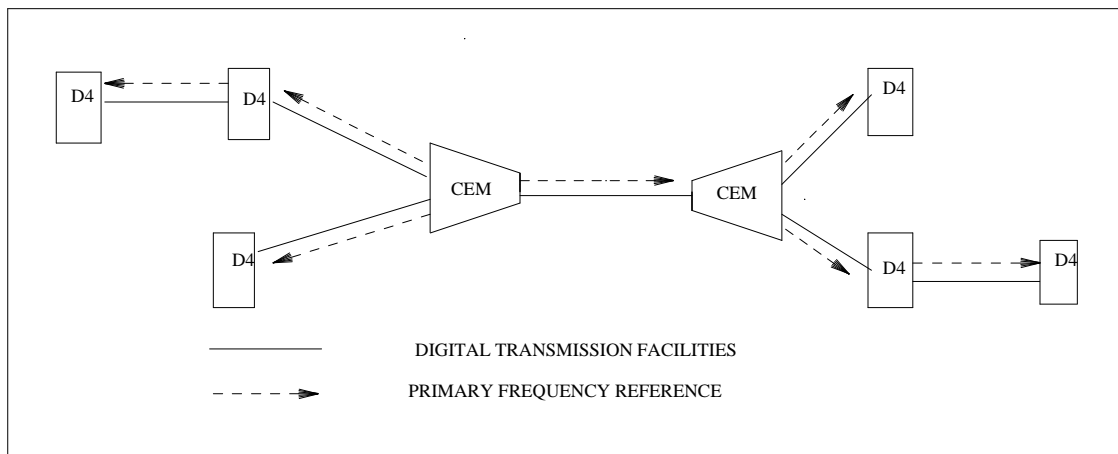 D4
D4
D4
CEM
CEM
D4
D4
D4
DIGITAL TRANSMISSION FACILITIES
PRIMARY FREQUENCY REFERENCE